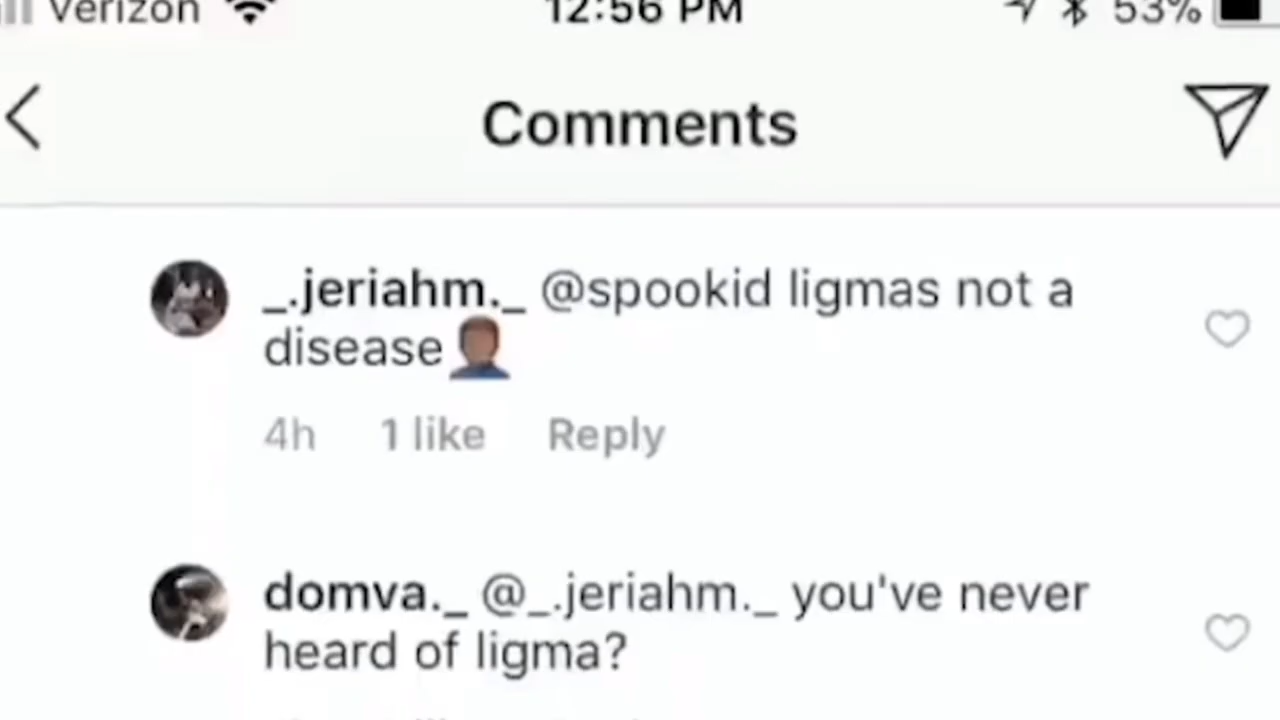 verizon 12:56 PM 53%
Comments
_.jeriahm._ @spookid ligmas not a
disease
4h 1 like Reply
domva._ @_.jeriahm._ you've never
heard of ligma?